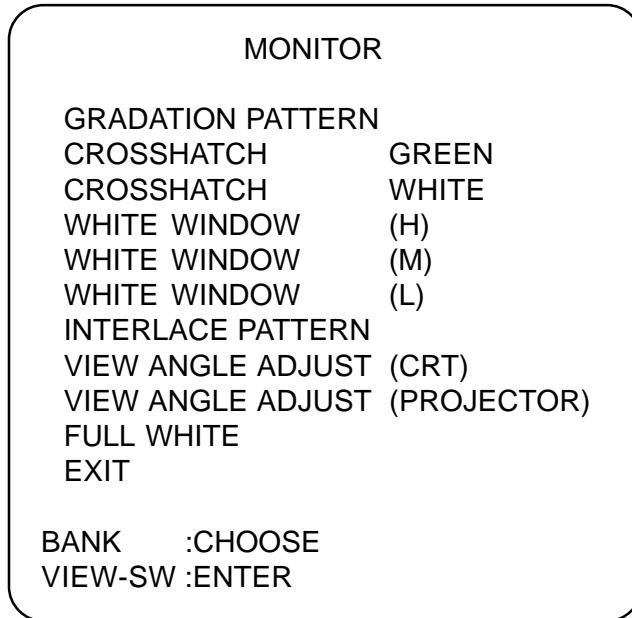 MONITOR
GRADATION PATTERN
CROSSHATCH GREEN
CROSSHATCH WHITE
WHITE WINDOW (H)
WHITE WINDOW (M)
WHITE WINDOW (L)
INTERLACE PATTERN
VIEW ANGLE ADJUST (CRT)
VIEW ANGLE ADJUST (PROJECTOR)
FULL WHITE
EXIT
BANK :CHOOSE
VIEW-SW :ENTER